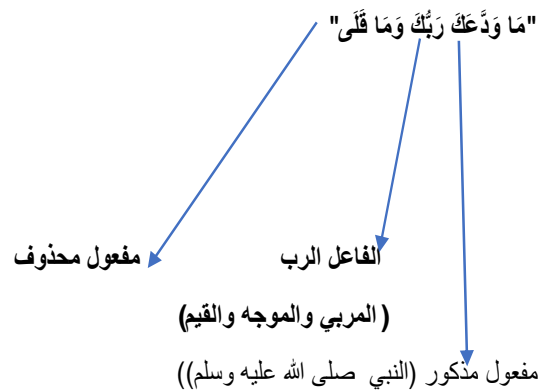 "مَا وَدَّعَكَ رَبُّكَ وَمَا قَلَى"
الفاعل الرب مفعول محذوف
( المربي والموجه والقيم)
مفعول مذكور (النبي صلى الله عليه وسلم))